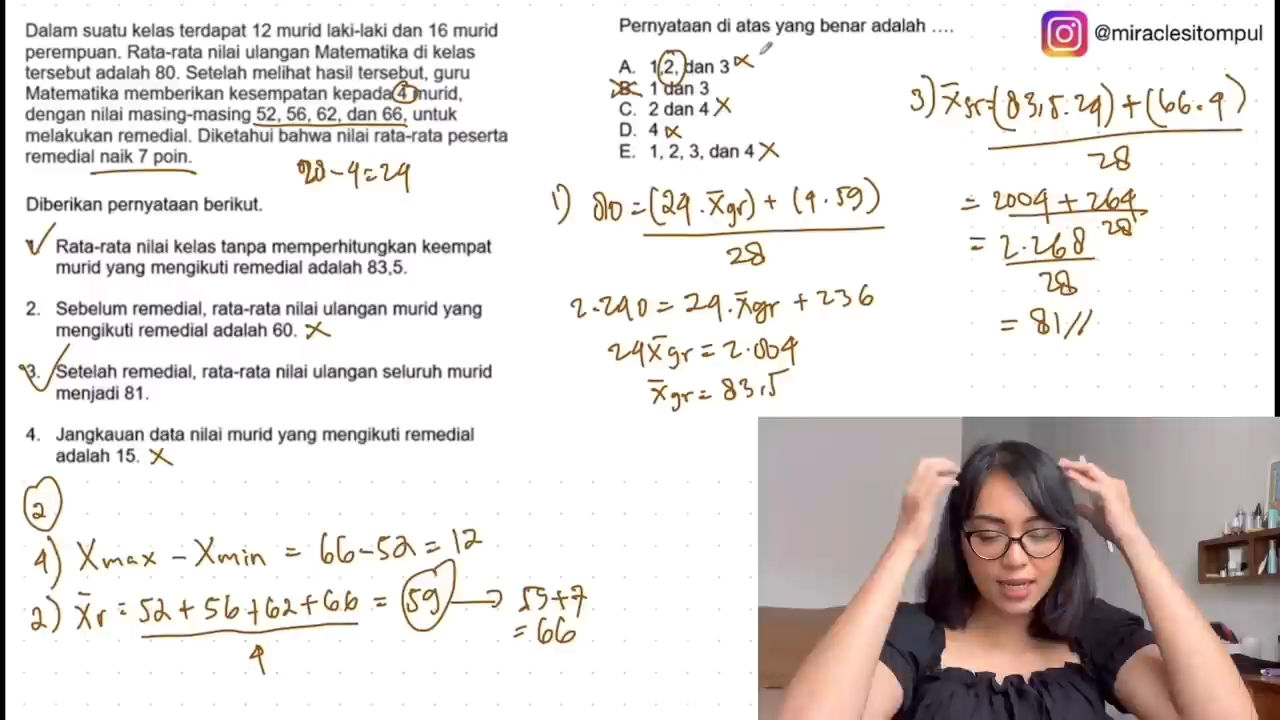 Dalam suatu kelas terdapat 12 murid laki-laki dan 16 murid
perempuan. Rata-rata nilai ulangan Matematika di kelas
tersebut adalah 80. Setelah melihat hasil tersebut, guru
Matematika memberikan kesempatan kepada 4 murid,
dengan nilai masing-masing 52, 56, 62, dan 66, untuk
melakukan remedial. Diketahui bahwa nilai rata-rata peserta
remedial naik 7 poin.
28-4=24
Diberikan pernyataan berikut.
1. Rata-rata nilai kelas tanpa memperhitungkan keempat
murid yang mengikuti remedial adalah 83,5.
2. Sebelum remedial, rata-rata nilai ulangan murid yang
mengikuti remedial adalah 60. X
3. Setelah remedial, rata-rata nilai ulangan seluruh murid
menjadi 81.
4. Jangkauan data nilai murid yang mengikuti remedial
adalah 15. X
2
4) Xmax - Xmin = 66-52 = 12
2) x̄r = 52 + 56 + 62 + 66 = 59 → 59+7
4
= 66
Pernyataan di atas yang benar adalah ....
A. 1, 2, dan 3 X
B. 1 dan 3
C. 2 dan 4 X
D. 4 X
E. 1, 2, 3, dan 4 X
1) 80 = (24 . x̄gr) + (4 . 59)
28
2.240 = 24 . x̄gr + 236
24x̄gr = 2.004
x̄gr = 83,5
@miraclesitompul
3) x̄gr = (83,5 . 24) + (66 . 4)
28
= 2004 + 264
28
= 2.268
28
= 81//